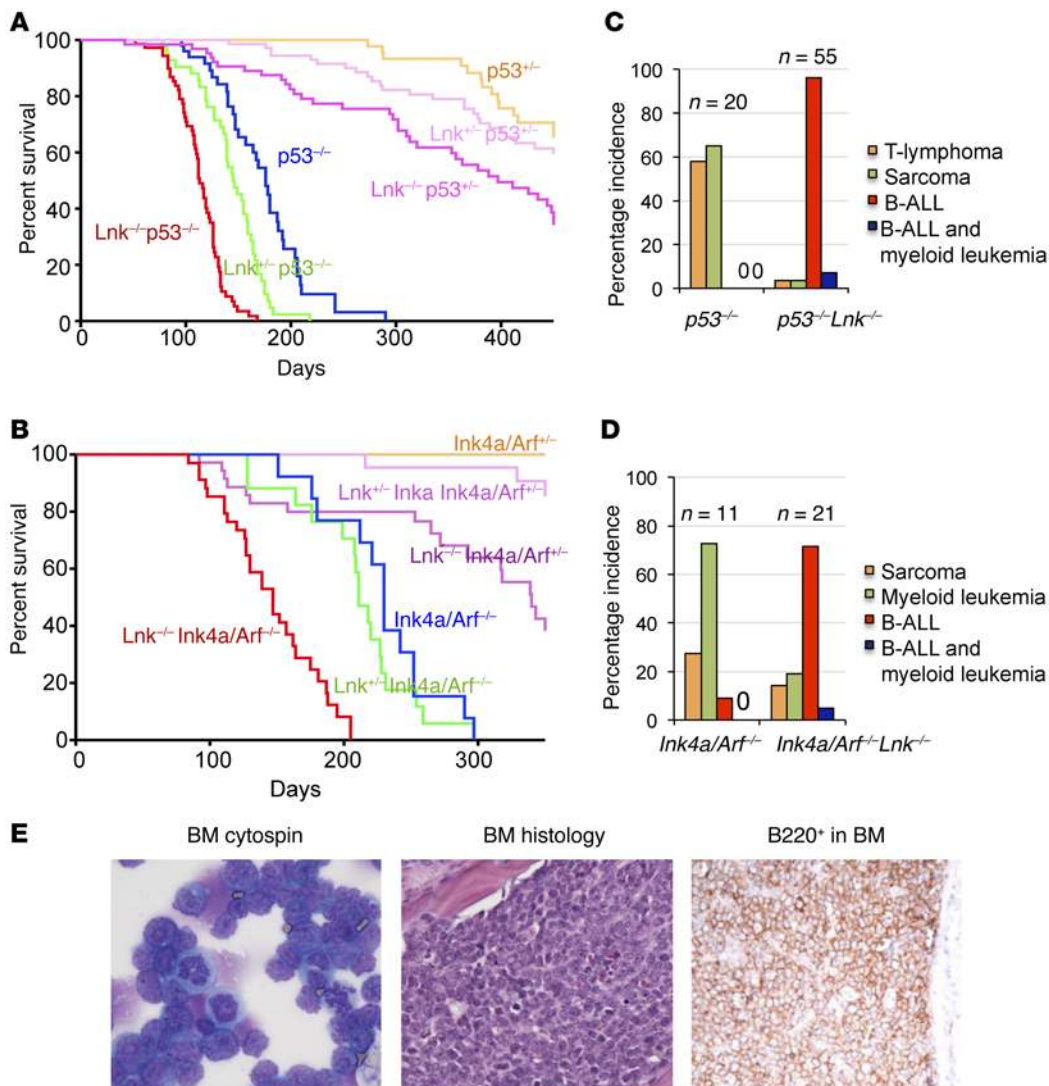 A
100
80
60
40
20
0
Percent survival
0 100 200 300 400
Days
p53+/–
Lnk+/– p53+/–
p53–/–
Lnk–/– p53+/–
Lnk–/–p53–/–
Lnk+/– p53–/–
C
100
80
60
40
20
0
Percentage incidence
n = 20
n = 55
0 0
p53–/–
p53–/–Lnk–/–
T-lymphoma
Sarcoma
B-ALL
B-ALL and
myeloid leukemia
B
100
80
60
40
20
0
Percent survival
0 100 200 300
Days
Ink4a/Arf+/–
Lnk+/– Inka Ink4a/Arf+/–
Lnk–/– Ink4a/Arf+/–
Ink4a/Arf–/–
Lnk–/– Ink4a/Arf–/–
Lnk+/– Ink4a/Arf–/–
D
100
80
60
40
20
0
Percentage incidence
n = 11
n = 21
0
Ink4a/Arf–/–
Ink4a/Arf–/–Lnk–/–
Sarcoma
Myeloid leukemia
B-ALL
B-ALL and
myeloid leukemia
E
BM cytospin
BM histology
B220+ in BM